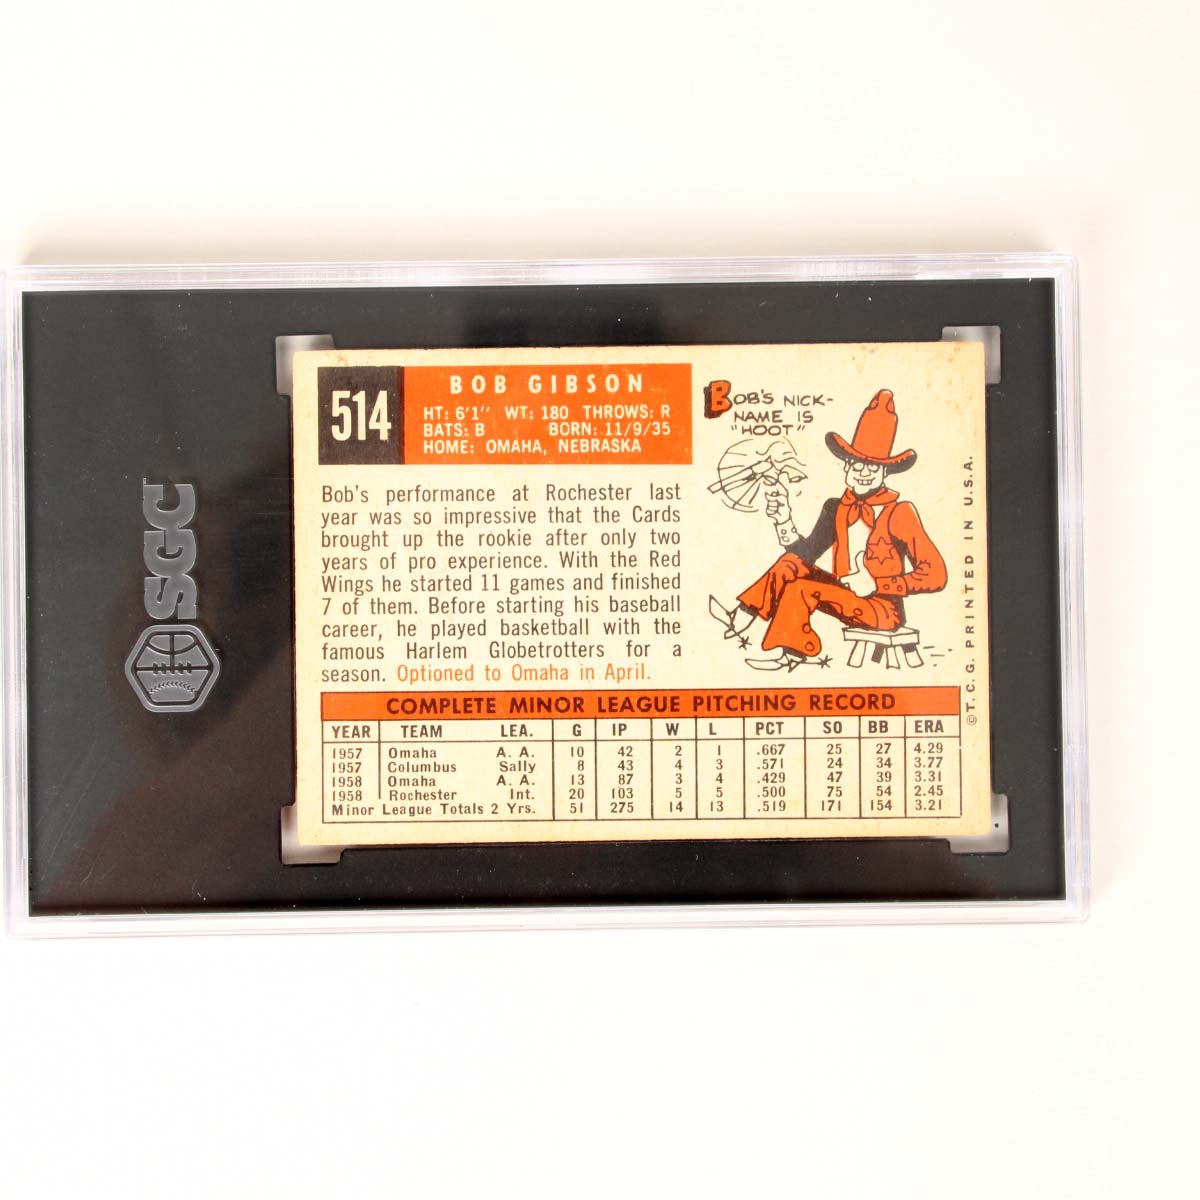 SGC
514
BOB GIBSON
HT: 6'1" WT: 180 THROWS: R
BATS: B BORN: 11/9/35
HOME: OMAHA, NEBRASKA
BOB'S NICK-
NAME IS
"HOOT"
Bob's performance at Rochester last
year was so impressive that the Cards
brought up the rookie after only two
years of pro experience. With the Red
Wings he started 11 games and finished
7 of them. Before starting his baseball
career, he played basketball with the
famous Harlem Globetrotters for a
season. Optioned to Omaha in April.
COMPLETE MINOR LEAGUE PITCHING RECORD
YEAR TEAM LEA. G IP W L PCT SO BB ERA
1957 Omaha A. A. 10 42 2 1 .667 25 27 4.29
1957 Columbus Sally 8 43 4 3 .571 24 34 3.77
1958 Omaha A. A. 13 87 3 4 .429 47 39 3.31
1958 Rochester Int. 20 103 5 5 .500 75 54 2.45
Minor League Totals 2 Yrs. 51 275 14 13 .519 171 154 3.21
©T.C.G. PRINTED IN U.S.A.